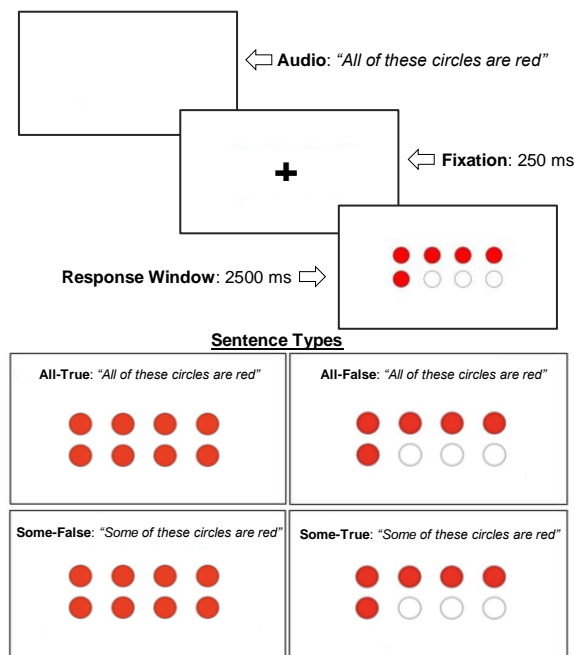 Audio: “All of these circles are red”
Fixation: 250 ms
Response Window: 2500 ms
Sentence Types
All-True: “All of these circles are red”
All-False: “All of these circles are red”
Some-False: “Some of these circles are red”
Some-True: “Some of these circles are red”